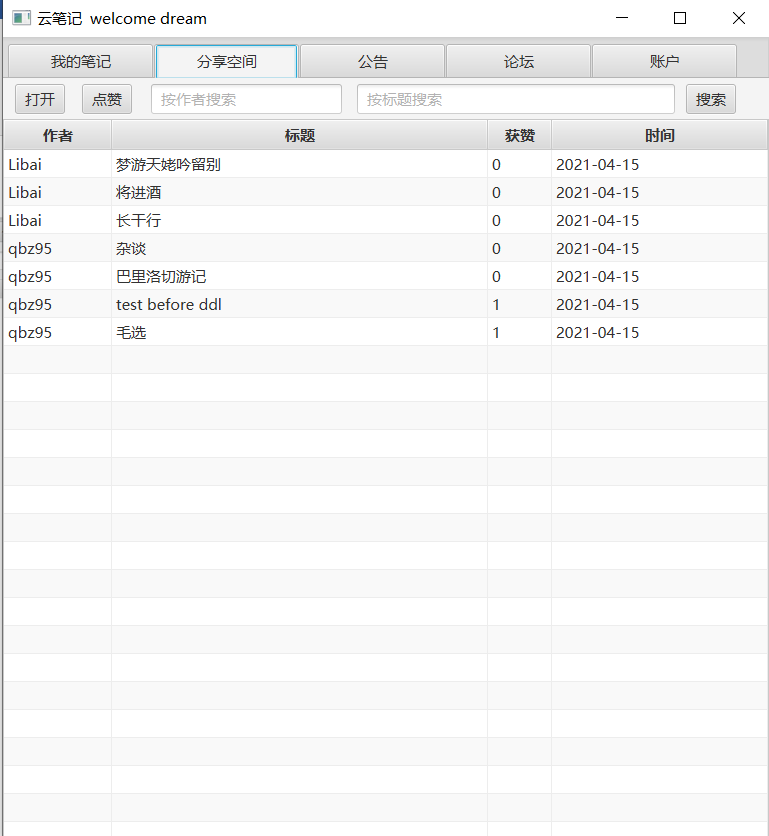 云笔记 welcome dream
我的笔记 分享空间 公告 论坛 账户
打开 点赞 按作者搜索 按标题搜索 搜索
作者 标题 获赞 时间
Libai 梦游天姥吟留别 0 2021-04-15
Libai 将进酒 0 2021-04-15
Libai 长干行 0 2021-04-15
qbz95 杂谈 0 2021-04-15
qbz95 巴里洛切游记 0 2021-04-15
qbz95 test before ddl 1 2021-04-15
qbz95 毛选 1 2021-04-15